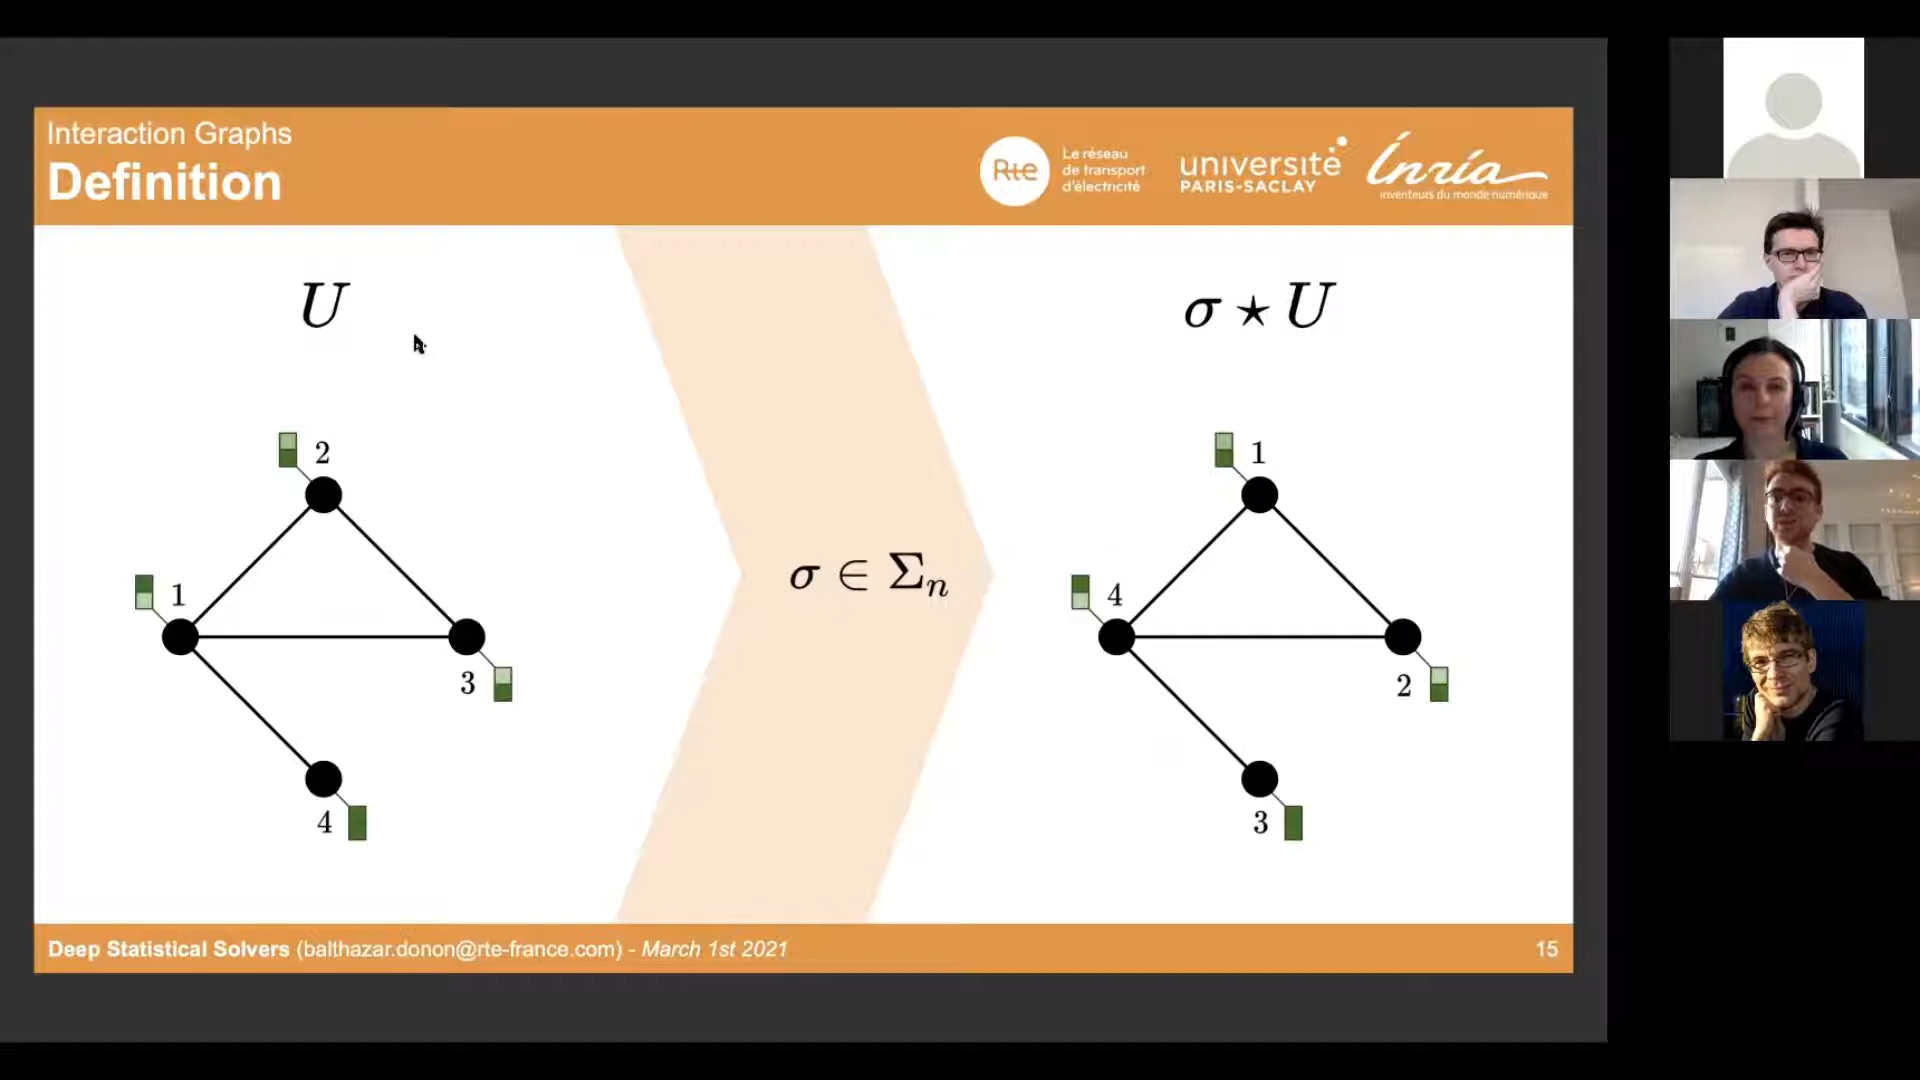 Interaction Graphs
Definition
Rte
Le réseau
de transport
d'électricité
université
PARIS-SACLAY
Inría
inventeurs du monde numérique
U
σ ⋆ U
2
1
1
4
σ ∈ Σₙ
3
2
4
3
Deep Statistical Solvers (balthazar.donon@rte-france.com) - March 1st 2021
15